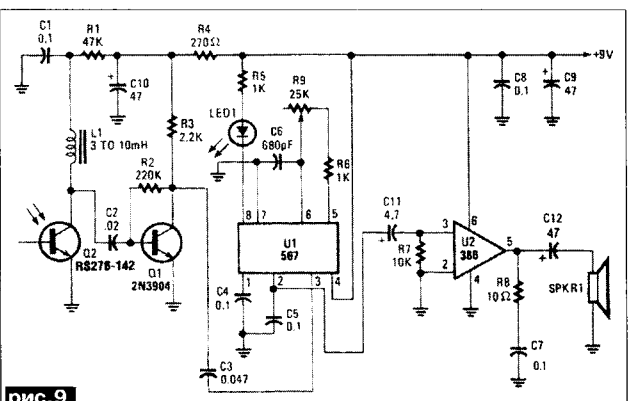 C1
0.1
R1
47K
R4
270Ω
+9V
C10
47
+
R5
1K
R9
25K
C8
0.1
+
C9
47
LED1
R3
2.2K
C6
680pF
L1
3 TO 10mH
R2
220K
R6
1K
C2
.02
8
7
6
5
U1
567
1
2
3
4
C11
4.7
+
3
6
U2
386
5
C12
47
+
Q2
RS276-142
Q1
2N3904
R7
10K
2
4
R8
10Ω
SPKR1
C4
0.1
C5
0.1
C3
0.047
C7
0.1
рис.9